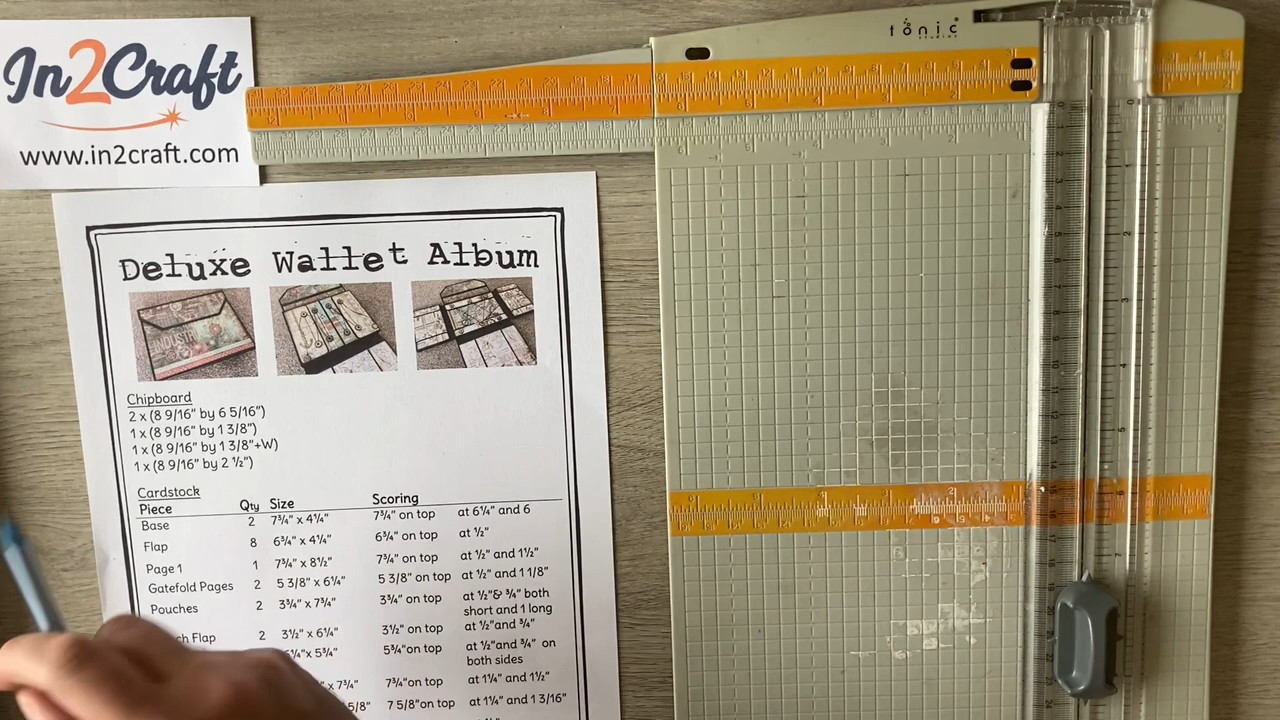 In2Craft
www.in2craft.com
tonic
studios
Deluxe Wallet Album
Chipboard
2 x (8 9/16" by 6 5/16")
1 x (8 9/16" by 1 3/8")
1 x (8 9/16" by 1 3/8"+W)
1 x (8 9/16" by 2 ½")
Cardstock
Piece Qty Size Scoring
Base 2 7¾" x 4¼" 7¾" on top at 6¼" and 6
Flap 8 6¾" x 4¼" 6¾" on top at ½"
Page 1 1 7¾" x 8½" 7¾" on top at ½" and 1½"
Gatefold Pages 2 5 3/8" x 6¼" 5 3/8" on top at ½" and 1 1/8"
Pouches 2 3¾" x 7¾" 3¾" on top at ½"& ¾" both
short and 1 long
ch Flap 2 3½" x 6¼" 3½" on top at ½"and ¾"
x 5¾" 5¾"on top at ½"and ¾" on
both sides
x 7¾" 7¾"on top at 1¼" and 1½"
5/8" 7 5/8"on top at 1¼" and 1 3/16"